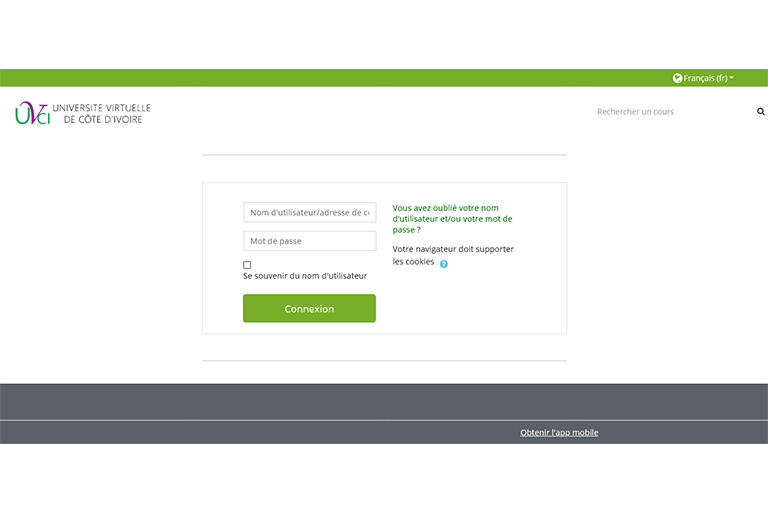 Français (fr)
UVCI UNIVERSITE VIRTUELLE
DE CÔTE D'IVOIRE
Rechercher un cours
Nom d'utilisateur/adresse de c
Vous avez oublié votre nom
d'utilisateur et/ou votre mot de
passe ?
Mot de passe
Votre navigateur doit supporter
les cookies
Se souvenir du nom d'utilisateur
Connexion
Obtenir l'app mobile